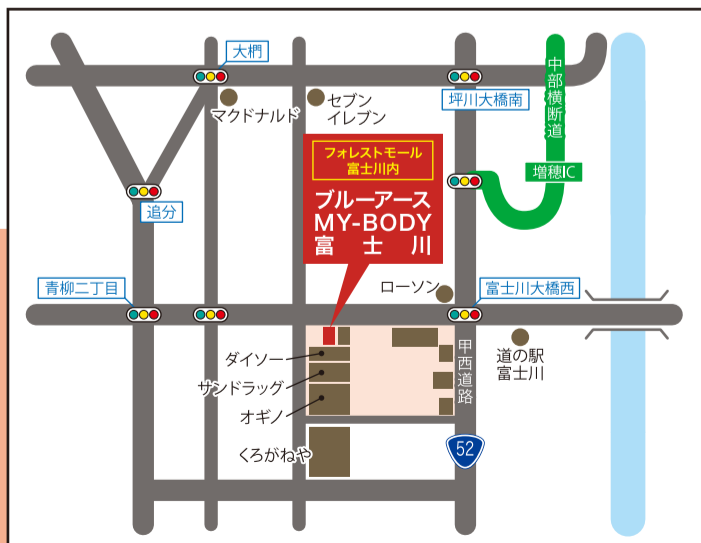 大椚
マクドナルド
セブン
イレブン
坪川大橋南
中部横断道
増穂IC
追分
フォレストモール
富士川内
ブルーアース
MY-BODY
富士川
青柳二丁目
ローソン
富士川大橋西
ダイソー
サンドラッグ
オギノ
くろがねや
甲西道路
道の駅
富士川
52